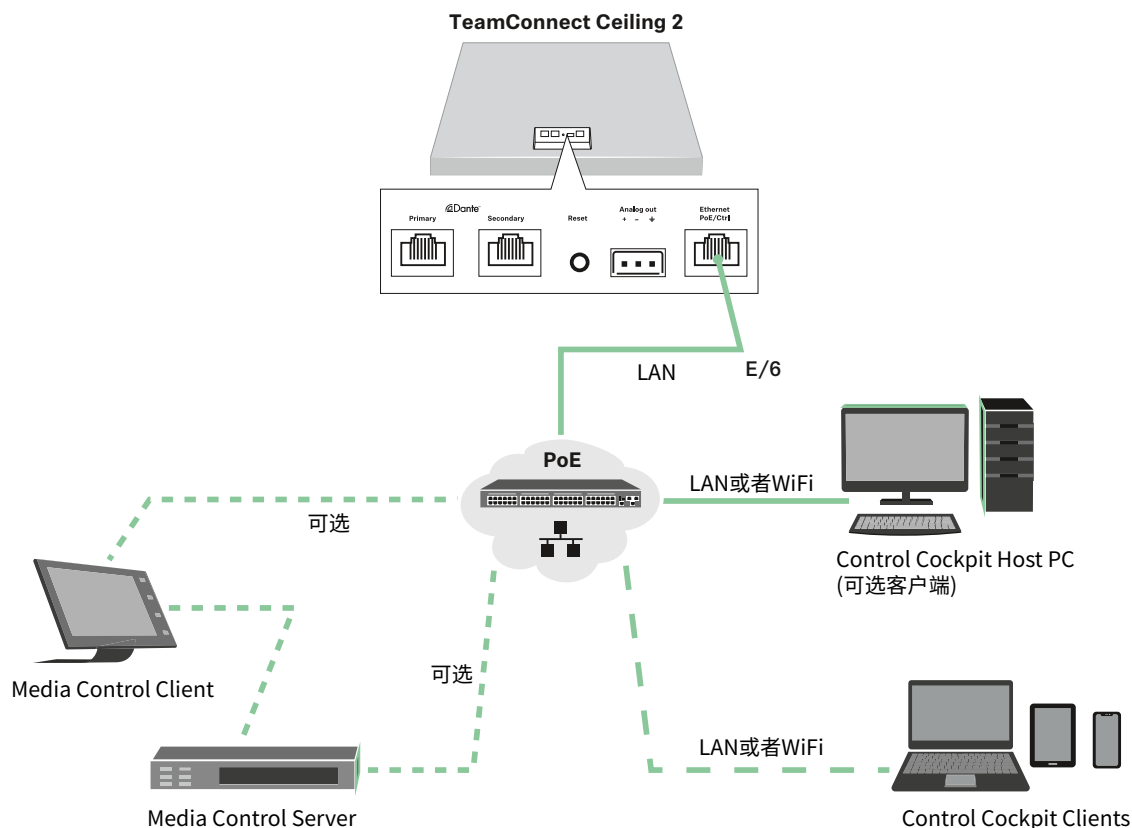 TeamConnect Ceiling 2
Dante™
Primary
Secondary
Reset
Analog out
+ -
Ethernet
PoE/Ctrl
LAN
E/6
PoE
LAN或者WiFi
可选
Control Cockpit Host PC
(可选客户端)
Media Control Client
可选
LAN或者WiFi
Media Control Server
Control Cockpit Clients